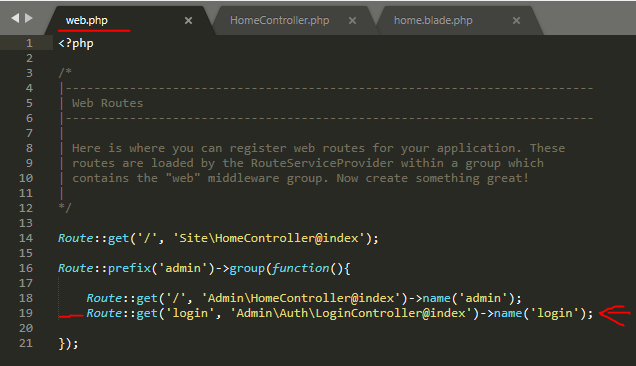 web.php × HomeController.php × home.blade.php ×
1 <?php
2
3 /*
4 |--------------------------------------------------------------------------
5 | Web Routes
6 |--------------------------------------------------------------------------
7 |
8 | Here is where you can register web routes for your application. These
9 | routes are loaded by the RouteServiceProvider within a group which
10 | contains the "web" middleware group. Now create something great!
11 |
12 */
13
14 Route::get('/', 'Site\HomeController@index');
15
16 Route::prefix('admin')->group(function(){
17
18 Route::get('/', 'Admin\HomeController@index')->name('admin');
19 Route::get('login', 'Admin\Auth\LoginController@index')->name('login');
20
21 });